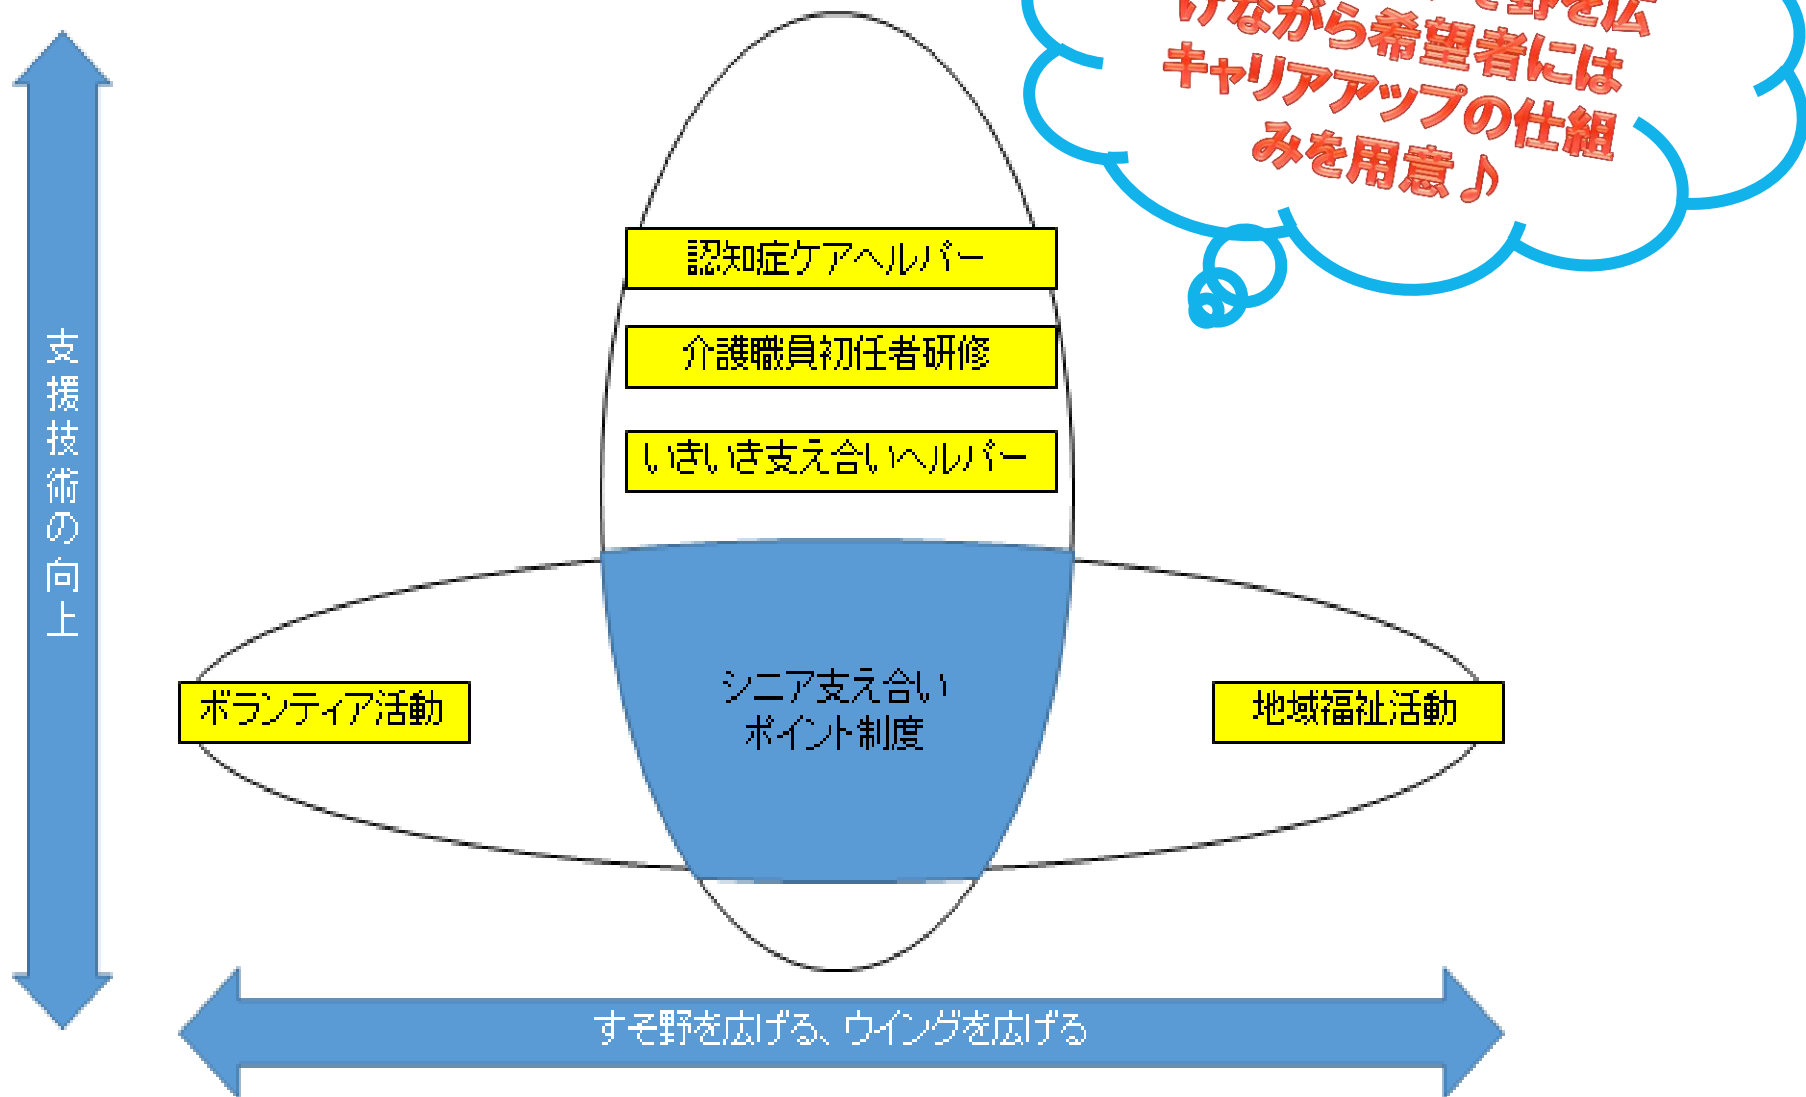 そ野を広
げながら希望者には
キャリアアップの仕組
みを用意♪
認知症ケアヘルパー
介護職員初任者研修
いきいき支え合いヘルパー
支援技術の向上
シニア支え合い
ポイント制度
ボランティア活動
地域福祉活動
すそ野を広げる、ウイングを広げる